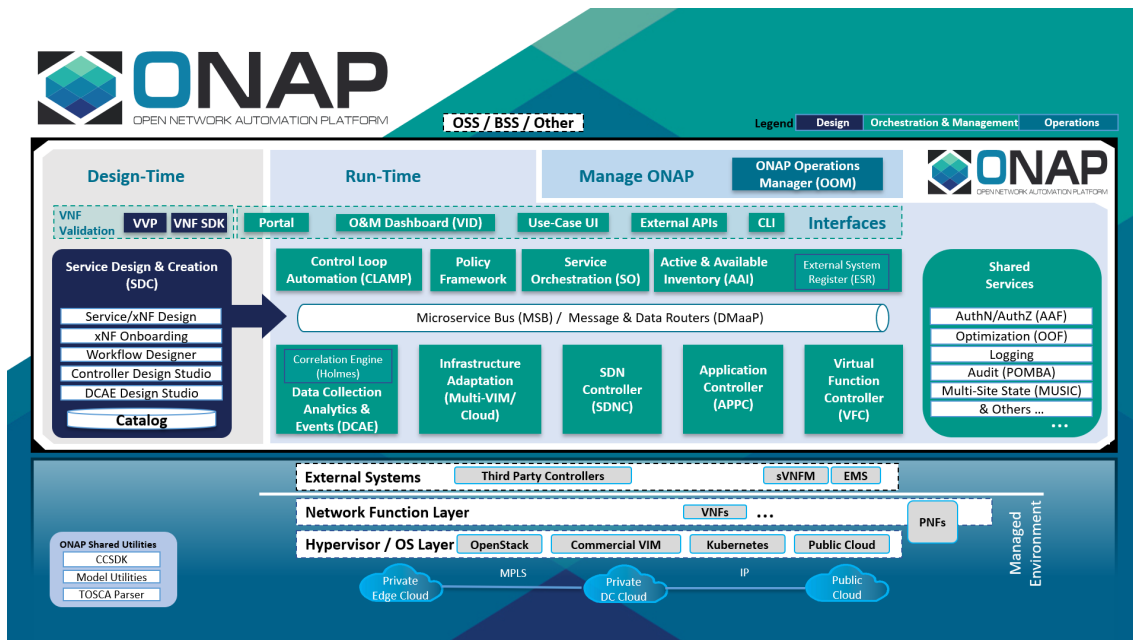 ONAP
OPEN NETWORK AUTOMATION PLATFORM
OSS / BSS / Other
Legend
Design
Orchestration & Management
Operations
Design-Time
Run-Time
Manage ONAP
ONAP Operations
Manager (OOM)
ONAP
OPEN NETWORK AUTOMATION PLATFORM
VNF
Validation
VVP
VNF SDK
Portal
O&M Dashboard (VID)
Use-Case UI
External APIs
CLI
Interfaces
Service Design & Creation
(SDC)
Service/xNF Design
xNF Onboarding
Workflow Designer
Controller Design Studio
DCAE Design Studio
Catalog
Control Loop
Automation (CLAMP)
Policy
Framework
Service
Orchestration (SO)
Active & Available
Inventory (AAI)
External System
Register (ESR)
Microservice Bus (MSB) / Message & Data Routers (DMaaP)
Correlation Engine
(Holmes)
Data Collection
Analytics &
Events (DCAE)
Infrastructure
Adaptation
(Multi-VIM/
Cloud)
SDN
Controller
(SDNC)
Application
Controller
(APPC)
Virtual
Function
Controller
(VFC)
Shared
Services
AuthN/AuthZ (AAF)
Optimization (OOF)
Logging
Audit (POMBA)
Multi-Site State (MUSIC)
& Others ...
...
External Systems
Third Party Controllers
sVNFM
EMS
Network Function Layer
VNFs
...
PNFs
Hypervisor / OS Layer
OpenStack
Commercial VIM
Kubernetes
Public Cloud
Private
Edge Cloud
MPLS
Private
DC Cloud
IP
Public
Cloud
Managed
Environment
ONAP Shared Utilities
CCSDK
Model Utilities
TOSCA Parser